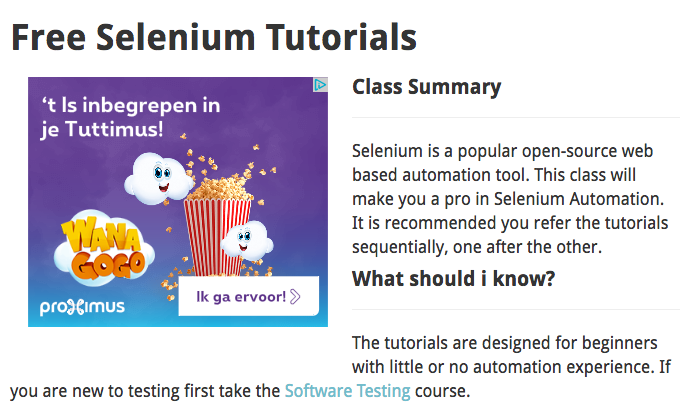 Free Selenium Tutorials
't Is inbegrepen in
je Tuttimus!
WANA
GOGO
proximus
Ik ga ervoor!
Class Summary
Selenium is a popular open-source web
based automation tool. This class will
make you a pro in Selenium Automation.
It is recommended you refer the tutorials
sequentially, one after the other.
What should i know?
The tutorials are designed for beginners
with little or no automation experience. If
you are new to testing first take the Software Testing course.